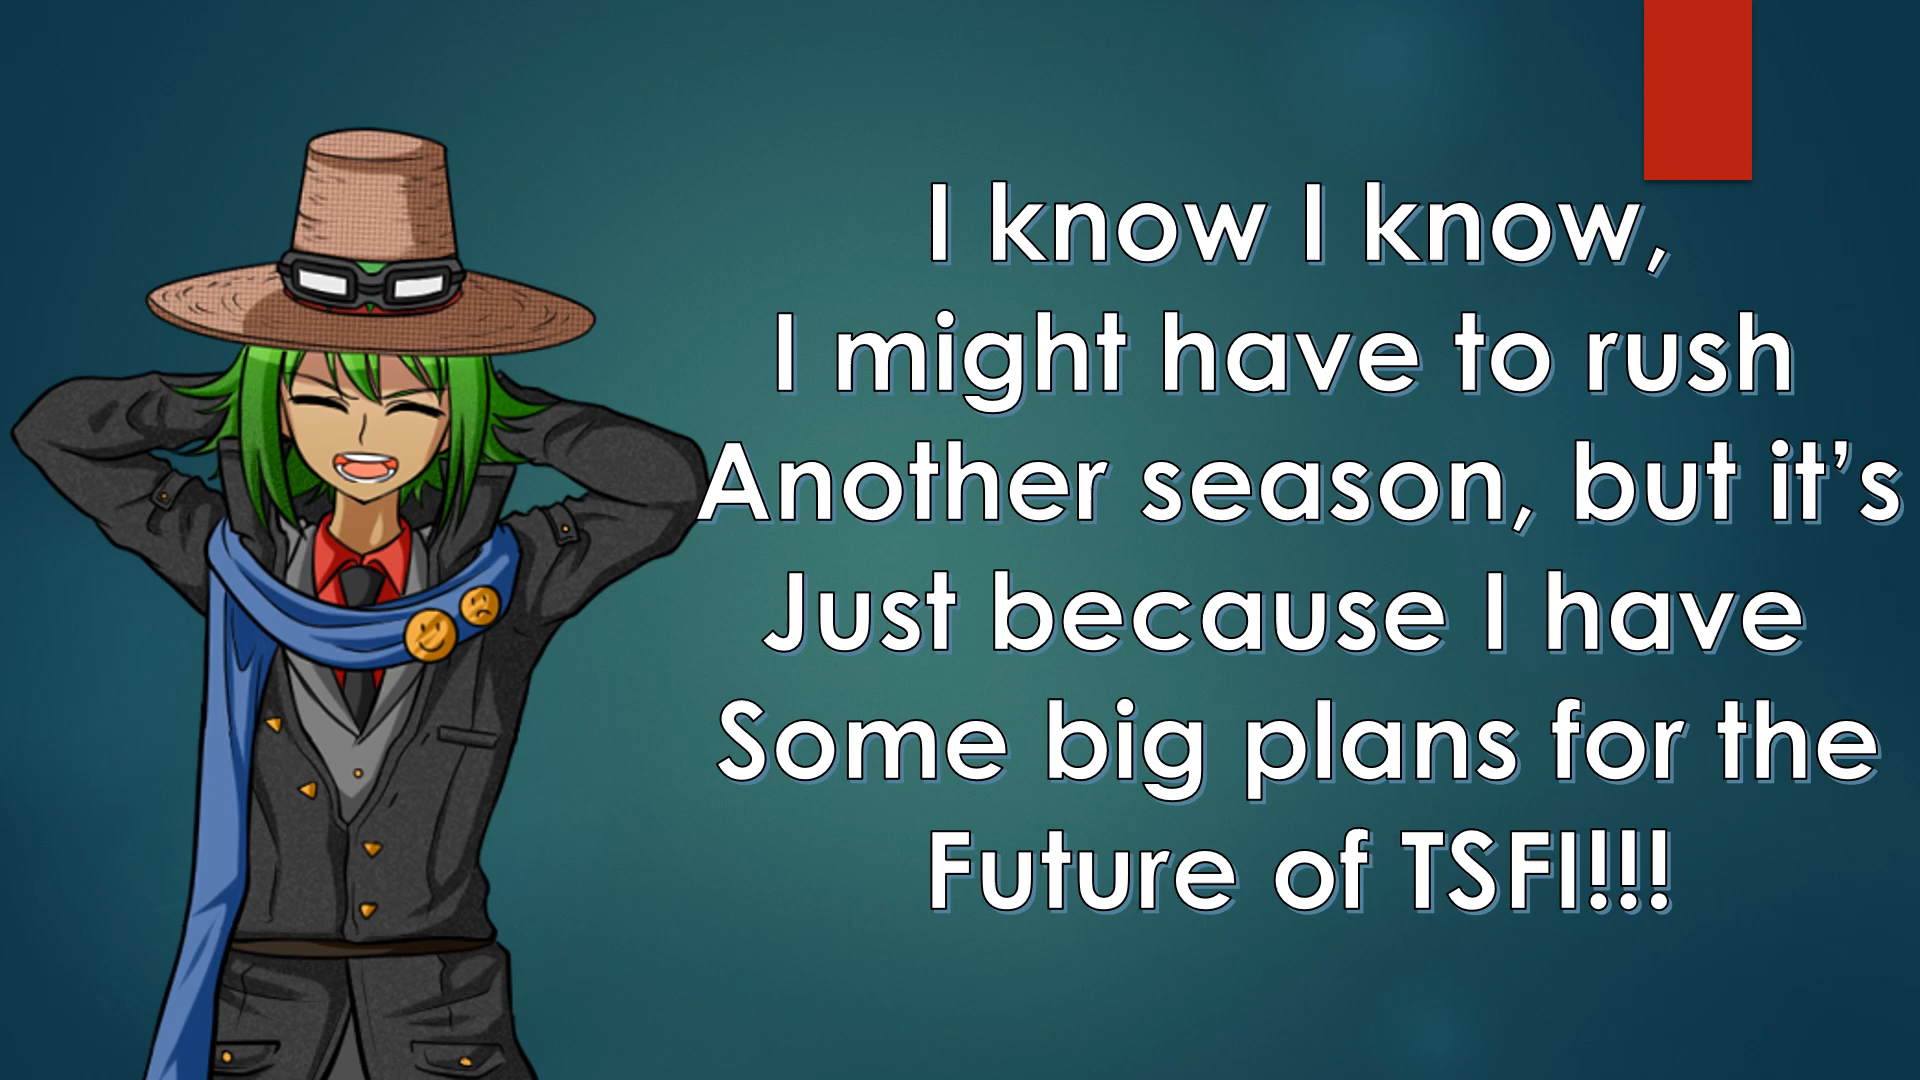 I know I know,
I might have to rush
Another season, but it’s
Just because I have
Some big plans for the
Future of TSFI!!!